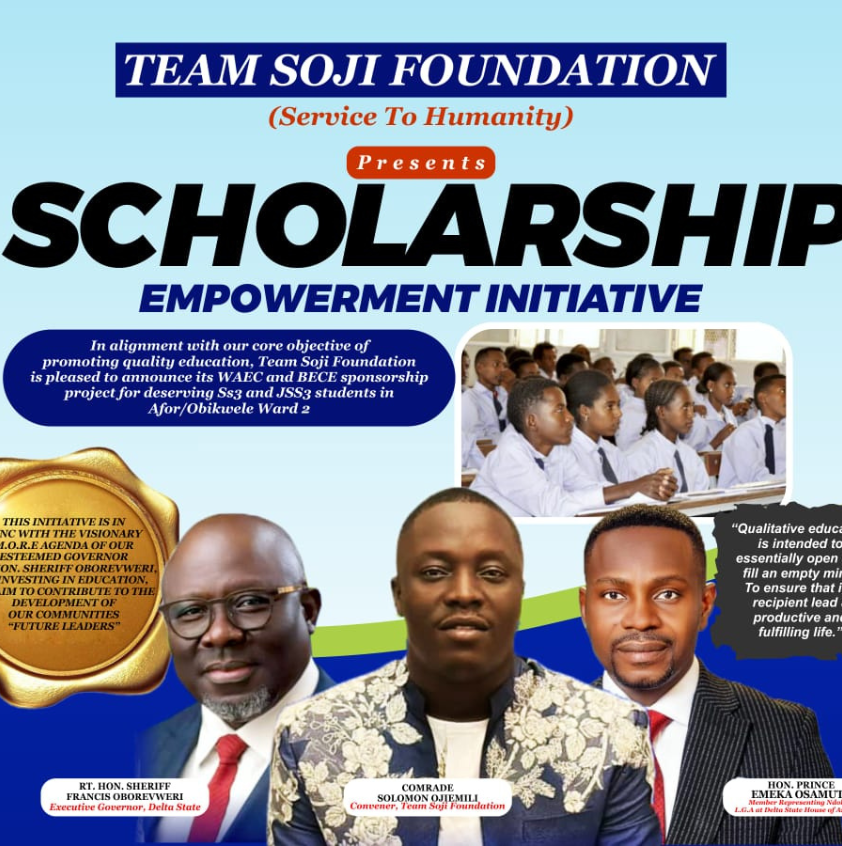 TEAM SOJI FOUNDATION
(Service To Humanity)
Presents
SCHOLARSHIP
EMPOWERMENT INITIATIVE
In alignment with our core objective of
promoting quality education, Team Soji Foundation
is pleased to announce its WAEC and BECE sponsorship
project for deserving Ss3 and JSS3 students in
Afor/Obikwele Ward 2
THIS INITIATIVE IS IN
WITH THE VISIONARY
M.O.R.E AGENDA OF OUR
ESTEEMED GOVERNOR
HON. SHERIFF OBOREVWERI,
INVESTING IN EDUCATION,
AIM TO CONTRIBUTE TO THE
DEVELOPMENT OF
OUR COMMUNITIES
"FUTURE LEADERS"
"Qualitative
is intended to
essentially open
fill an empty
To ensure that
recipient lead
productive and
fulfilling life."
RT. HON. SHERIFF
FRANCIS OBOREVWERI
Executive Governor, Delta State
COMRADE
SOLOMON OJIEMILI
Convener, Team Soji Foundation
HON. PRINCE
EMEKA
Member Representing
L.G.A at Delta State House of